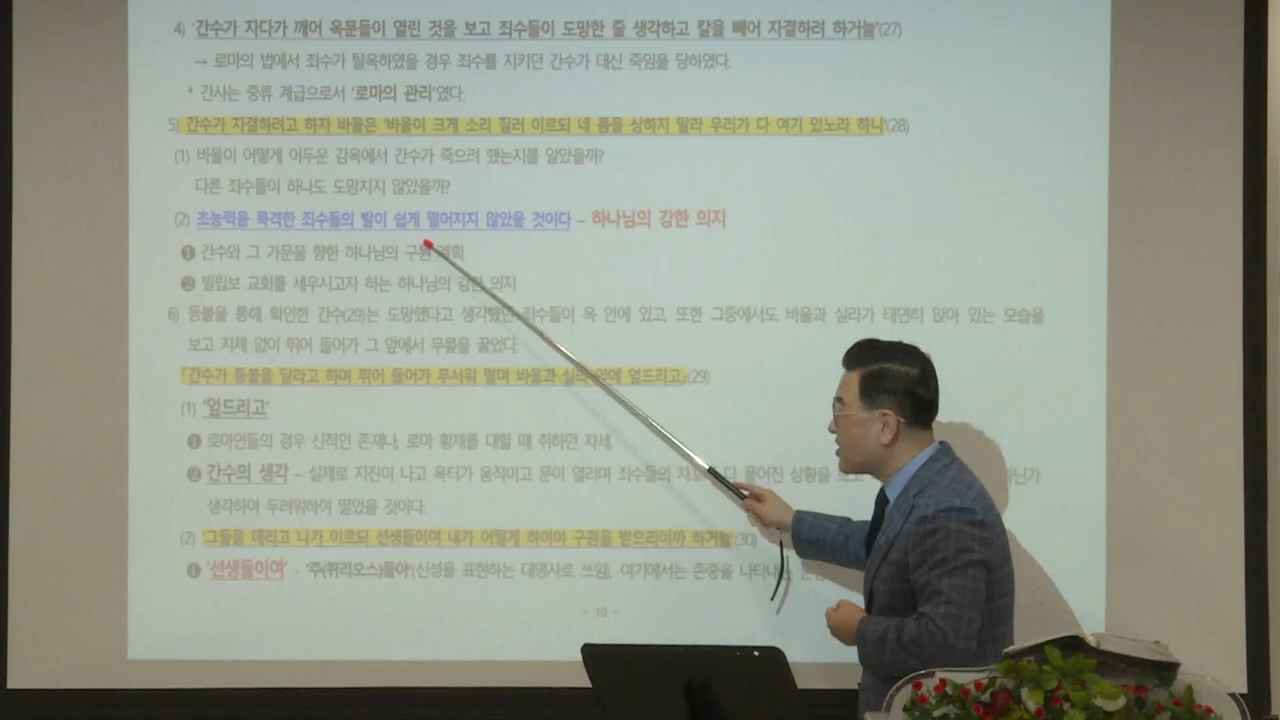 4) '간수가 자다가 깨어 옥문들이 열린 것을 보고 죄수들이 도망한 줄 생각하고 칼을 빼어 자결하려 하거늘'(27)
→ 로마의 법에서 죄수가 탈옥하였을 경우 죄수를 지키던 간수가 대신 죽임을 당하였다.
* 간사는 중류 계급으로서 '로마의 관리'였다.
5) 간수가 자결하려고 하자 바울은 '바울이 크게 소리 질러 이르되 네 몸을 상하지 말라 우리가 다 여기 있노라 하니'(28)
(1) 바울이 어떻게 어두운 감옥에서 간수가 죽으려 했는지를 알았을까?
다른 죄수들이 하나도 도망치지 않았을까?
(2) 초능력을 목격한 죄수들의 발이 쉽게 떨어지지 않았을 것이다 – 하나님의 강한 의지
❶ 간수와 그 가문을 향한 하나님의 구원 계획
❷ 빌립보 교회를 세우시고자 하는 하나님의 강한 의지
6) 등불을 통해 확인한 간수(29)는 도망했다고 생각했던 죄수들이 옥 안에 있고, 또한 그중에서도 바울과 실라가 태연히 앉아 있는 모습을
보고 지체 없이 뛰어 들어가 그 앞에서 무릎을 꿇었다.
'간수가 등불을 달라고 하며 뛰어 들어가 무서워 떨며 바울과 실라 앞에 엎드리고'(29)
(1) '엎드리고'
❶ 로마인들의 경우 신적인 존재나, 로마 황제를 대할 때 취하던 자세.
❷ 간수의 생각 – 실제로 지진이 나고 옥터가 움직이고 문이 열리며 죄수들의 다 풀어진 상황을 보고
생각하여 두려워하여 떨었을 것이다.
(2) '그들을 데리고 나가 이르되 선생들이여 내가 어떻게 하여야 구원을 받으리이까 하거늘'(30)
❶ '선생들이여' – '주(퀴리오스)들아'(신성을 표현하는 대명사로 쓰임), 여기에서는 존중을
- 10 -